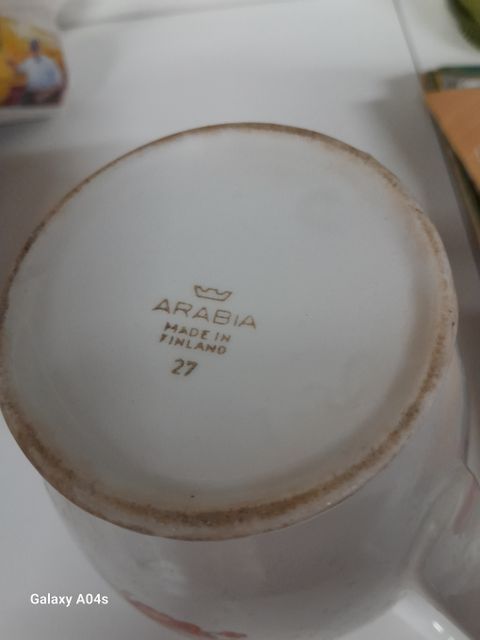 ARABIA
MADE IN
FINLAND
27
Galaxy A04s